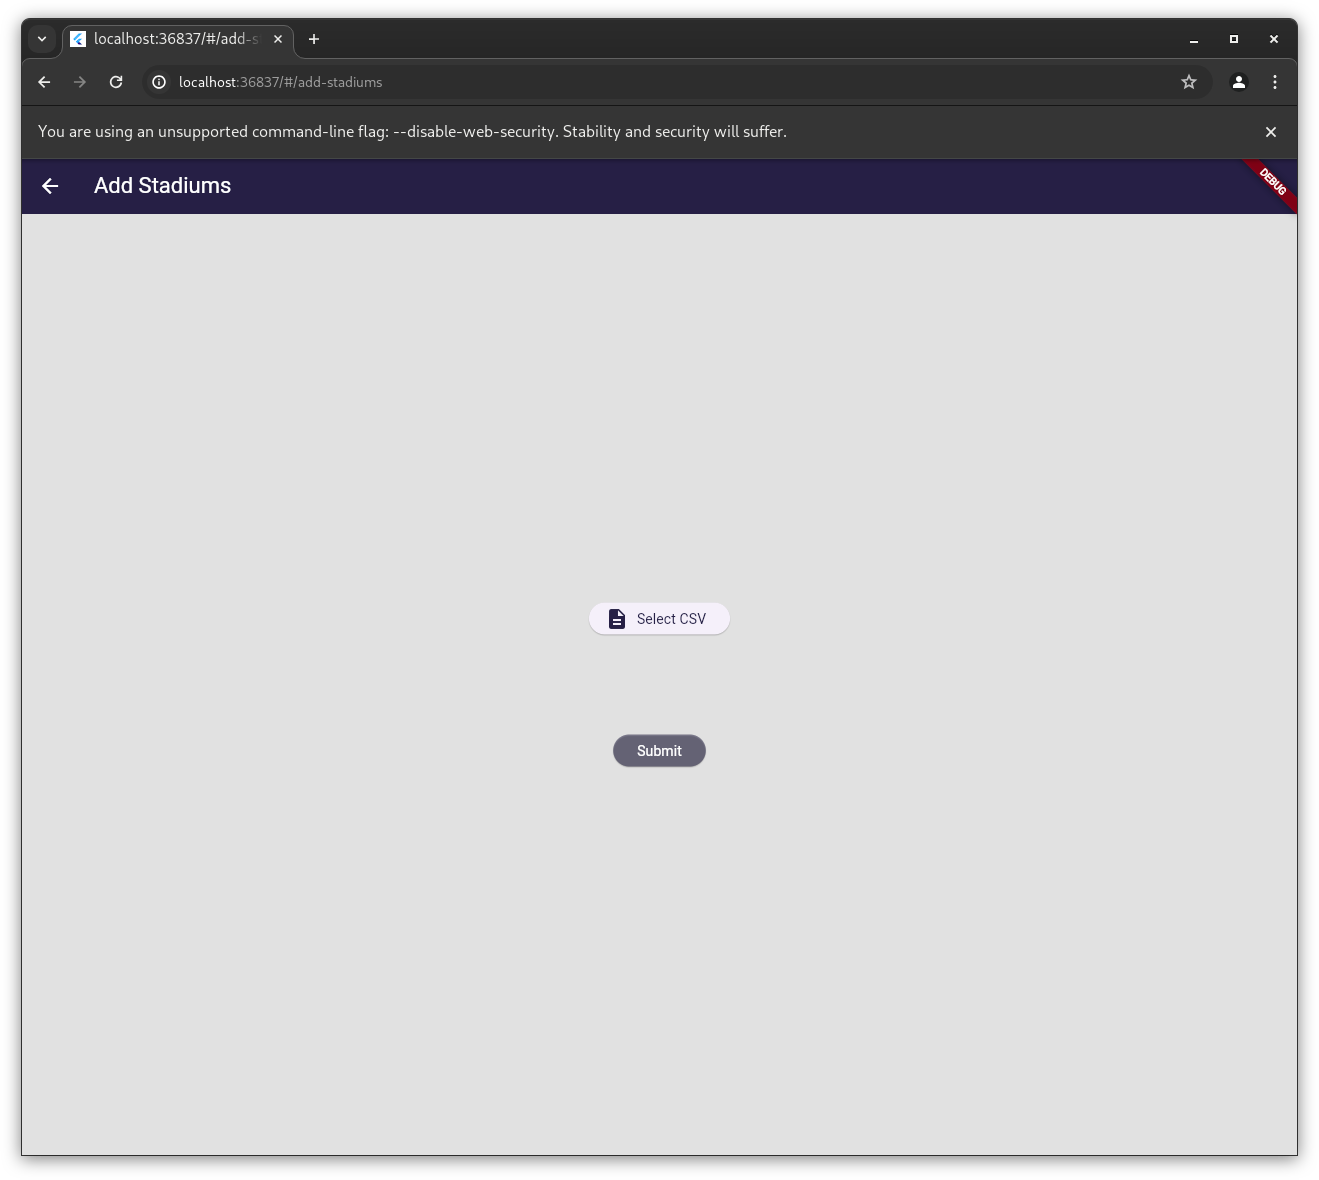 localhost:36837/#/add-s
localhost:36837/#/add-stadiums
You are using an unsupported command-line flag: --disable-web-security. Stability and security will suffer.
Add Stadiums
DEBUG
Select CSV
Submit